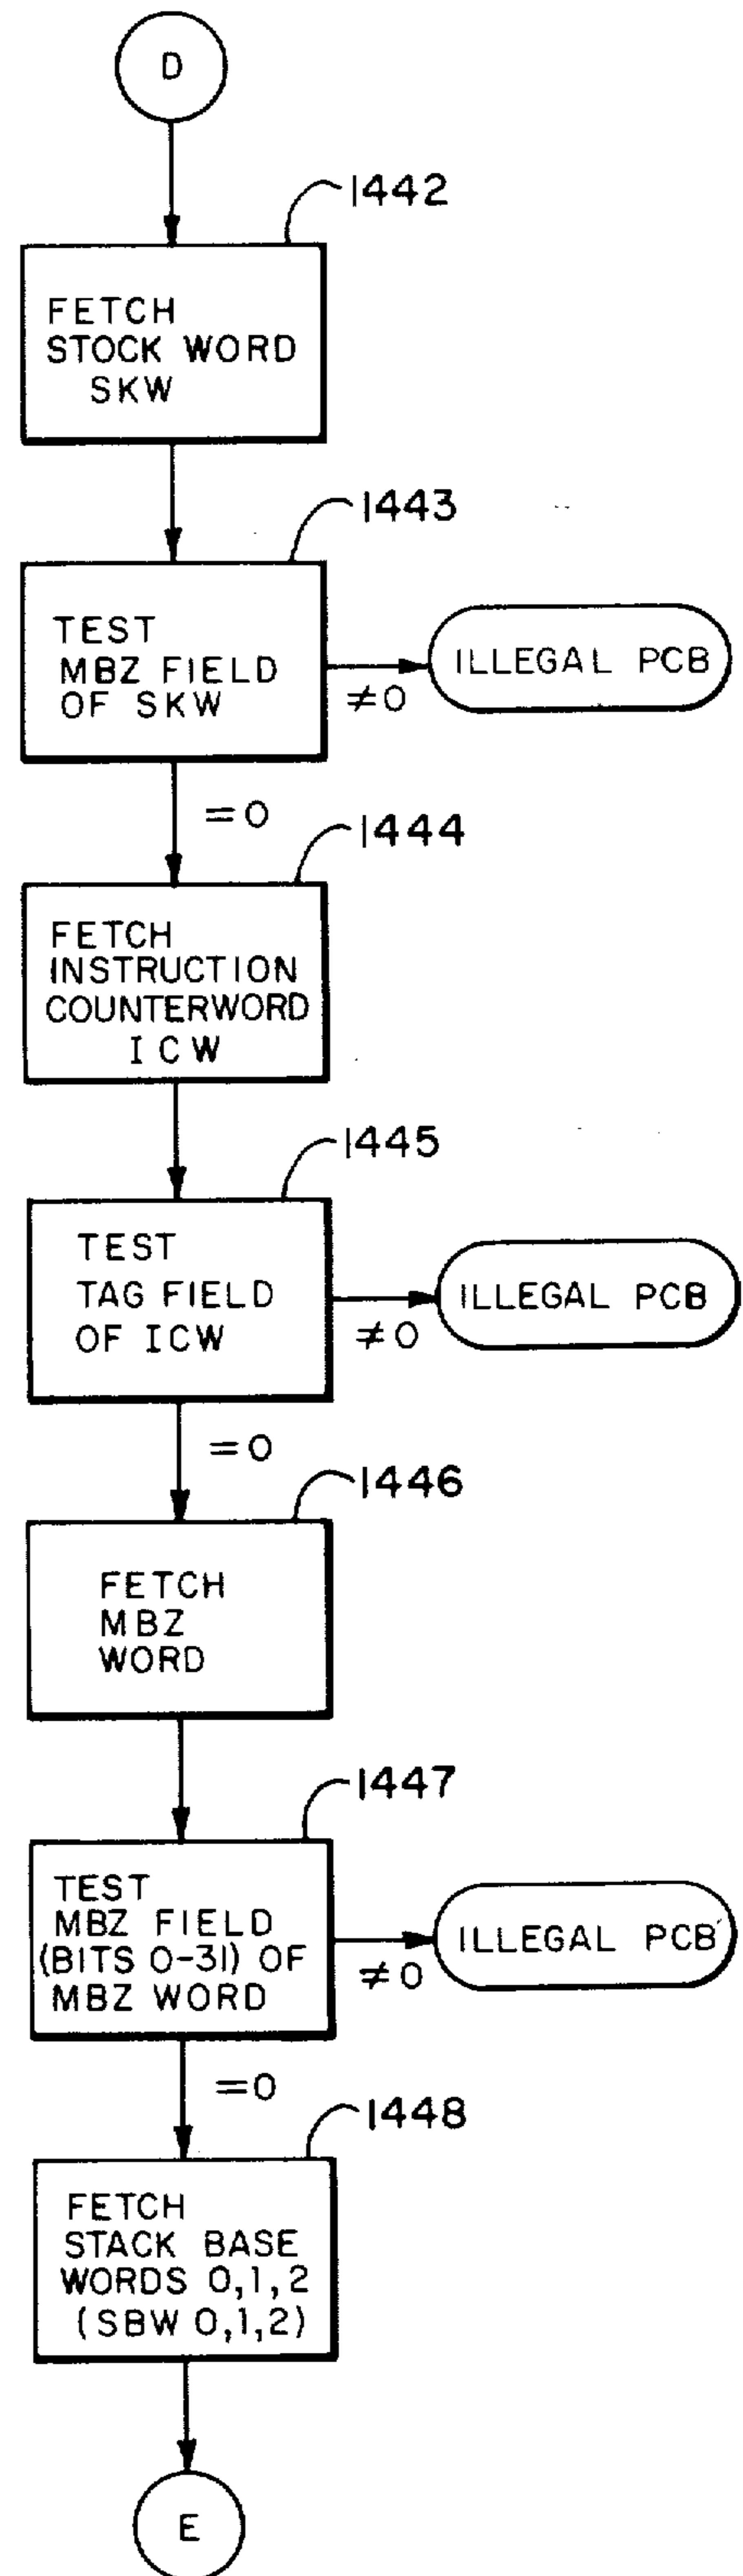 D
1442
FETCH
STOCK WORD
SKW
1443
TEST
MBZ FIELD
OF SKW
≠0
ILLEGAL PCB
=0
1444
FETCH
INSTRUCTION
COUNTERWORD
ICW
1445
TEST
TAG FIELD
OF ICW
≠0
ILLEGAL PCB
=0
1446
FETCH
MBZ
WORD
1447
TEST
MBZ FIELD
(BITS 0-31) OF
MBZ WORD
≠0
ILLEGAL PCB
=0
1448
FETCH
STACK BASE
WORDS 0,1,2
(SBW 0,1,2)
E